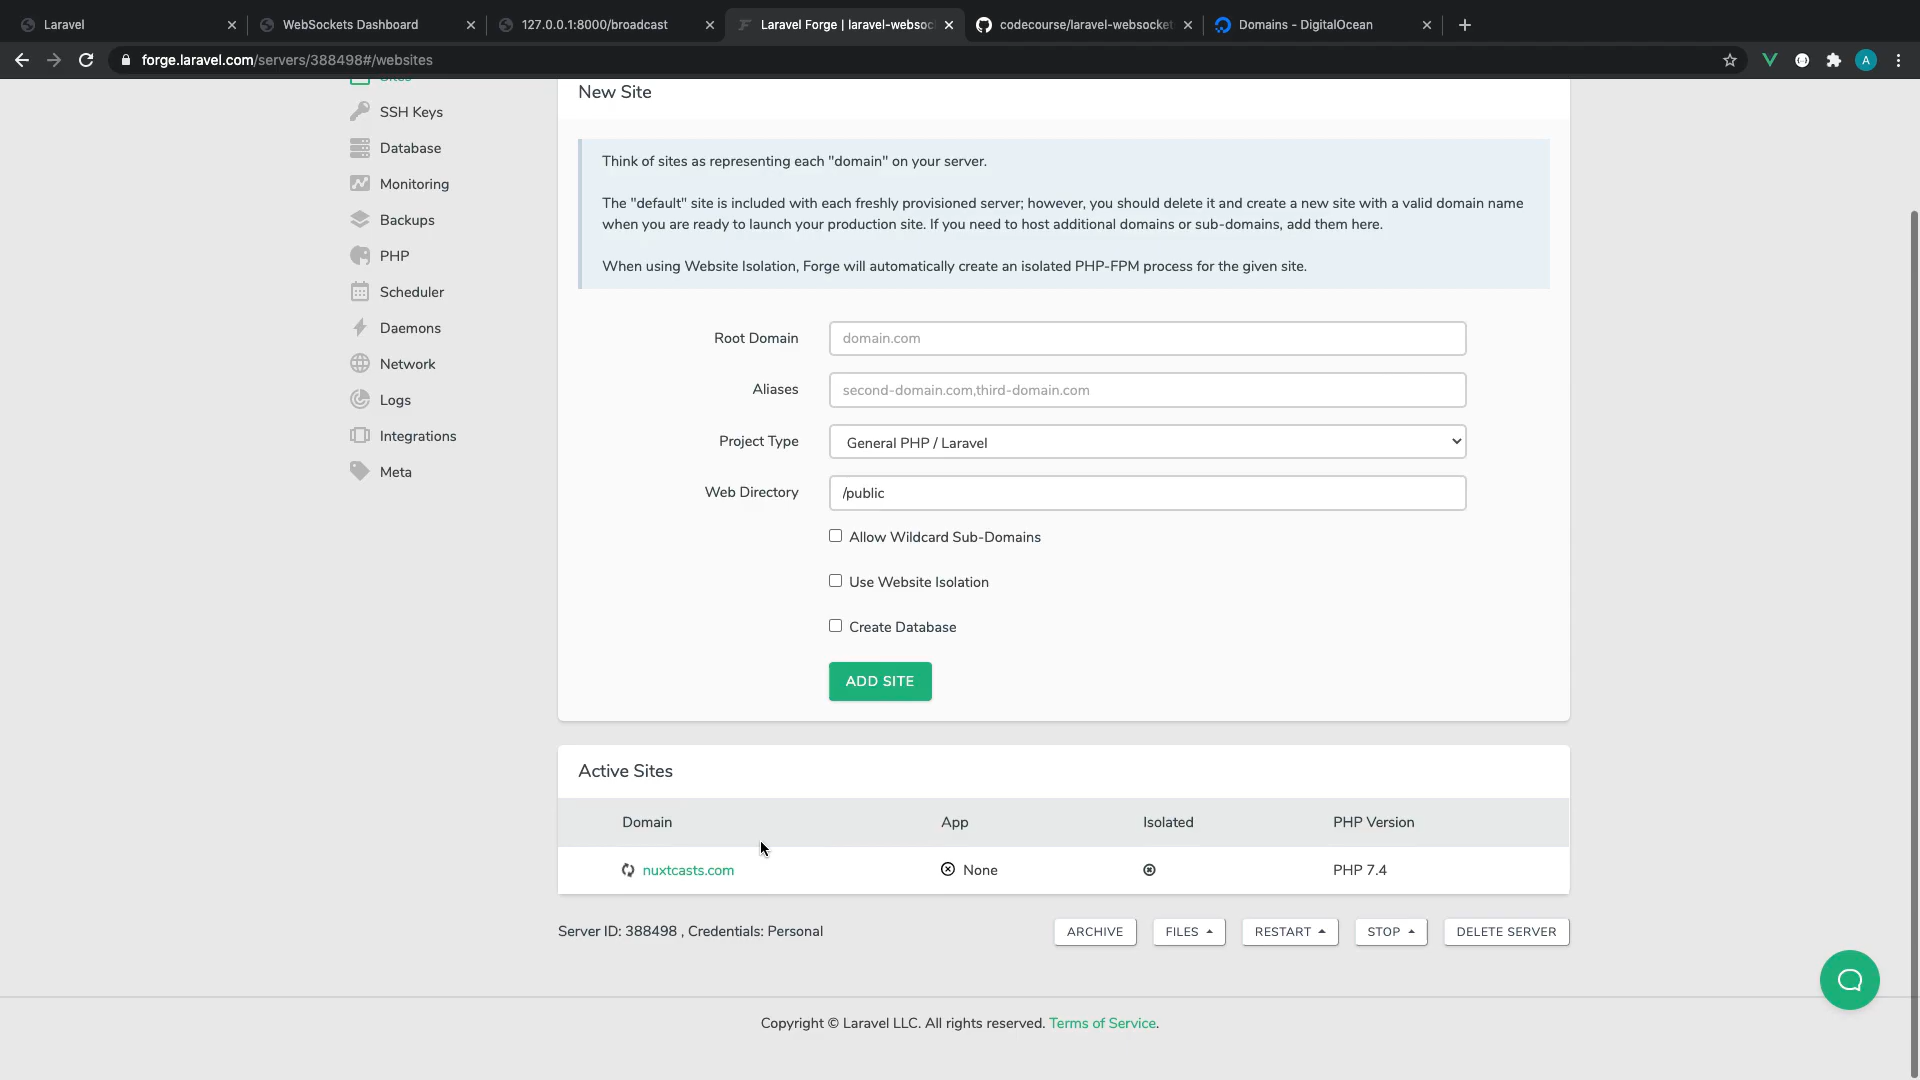 Laravel
WebSockets Dashboard
127.0.0.1:8000/broadcast
Laravel Forge | laravel-websoc
codecourse/laravel-websocket
Domains - DigitalOcean
forge.laravel.com/servers/388498#/websites
A
Sites
SSH Keys
Database
Monitoring
Backups
PHP
Scheduler
Daemons
Network
Logs
Integrations
Meta
New Site
Think of sites as representing each "domain" on your server.
The "default" site is included with each freshly provisioned server; however, you should delete it and create a new site with a valid domain name
when you are ready to launch your production site. If you need to host additional domains or sub-domains, add them here.
When using Website Isolation, Forge will automatically create an isolated PHP-FPM process for the given site.
Root Domain domain.com
Aliases second-domain.com,third-domain.com
Project Type General PHP / Laravel
Web Directory /public
Allow Wildcard Sub-Domains
Use Website Isolation
Create Database
ADD SITE
Active Sites
Domain App Isolated PHP Version
nuxtcasts.com None PHP 7.4
Server ID: 388498 , Credentials: Personal ARCHIVE FILES RESTART STOP DELETE SERVER
Copyright © Laravel LLC. All rights reserved. Terms of Service.